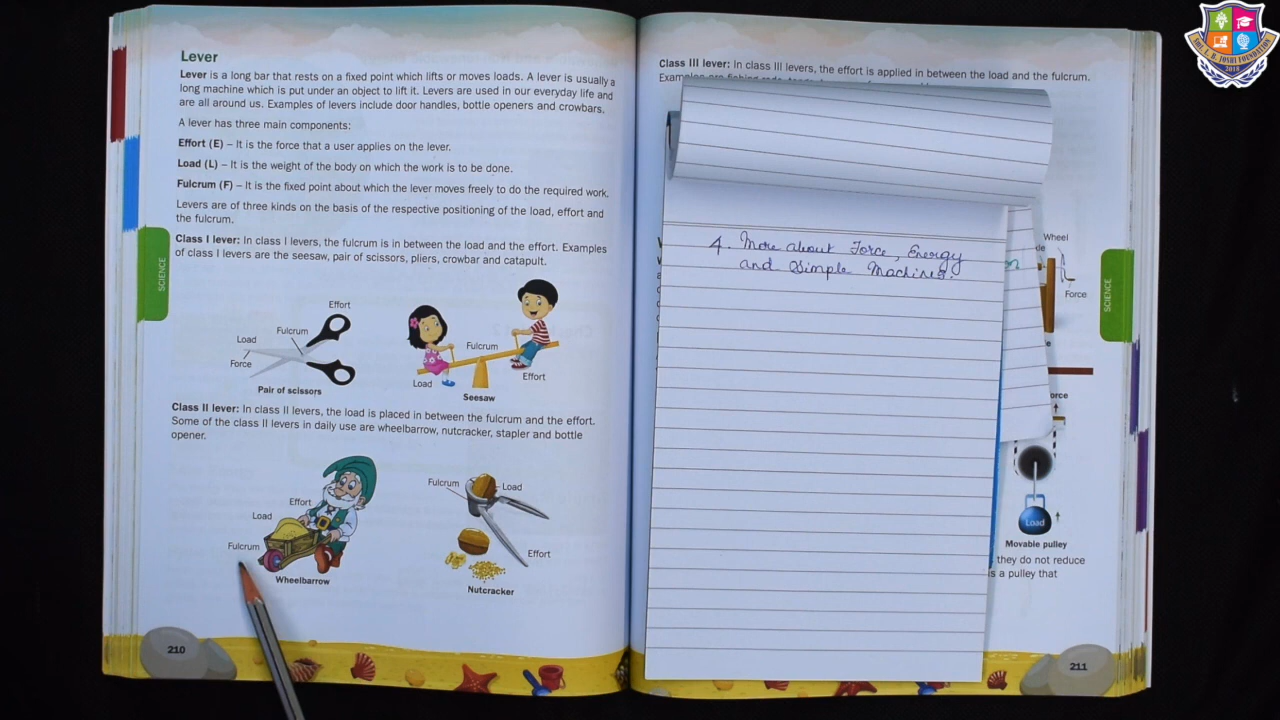 Lever
Lever is a long bar that rests on a fixed point which lifts or moves loads. A lever is usually a
long machine which is put under an object to lift it. Levers are used in our everyday life and
are all around us. Examples of levers include door handles, bottle openers and crowbars.
A lever has three main components:
Effort (E) – It is the force that a user applies on the lever.
Load (L) – It is the weight of the body on which the work is to be done.
Fulcrum (F) – It is the fixed point about which the lever moves freely to do the required work.
Levers are of three kinds on the basis of the respective positioning of the load, effort and
the fulcrum.
Class I lever: In class I levers, the fulcrum is in between the load and the effort. Examples
of class I levers are the seesaw, pair of scissors, pliers, crowbar and catapult.
SCIENCE
Effort
Fulcrum
Load
Force
Pair of scissors
Fulcrum
Load
Effort
Seesaw
Class II lever: In class II levers, the load is placed in between the fulcrum and the effort.
Some of the class II levers in daily use are wheelbarrow, nutcracker, stapler and bottle
opener.
Effort
Load
Fulcrum
Wheelbarrow
Fulcrum
Load
Effort
Nutcracker
210
Class III lever: In class III levers, the effort is applied in between the load and the fulcrum.
4. More about Force, Energy
and Simple Machines.
Wheel
Force
SCIENCE
Load
Movable pulley
they do not reduce
is a pulley that
211
SHRI L. R. JOSHI FOUNDATION
2018